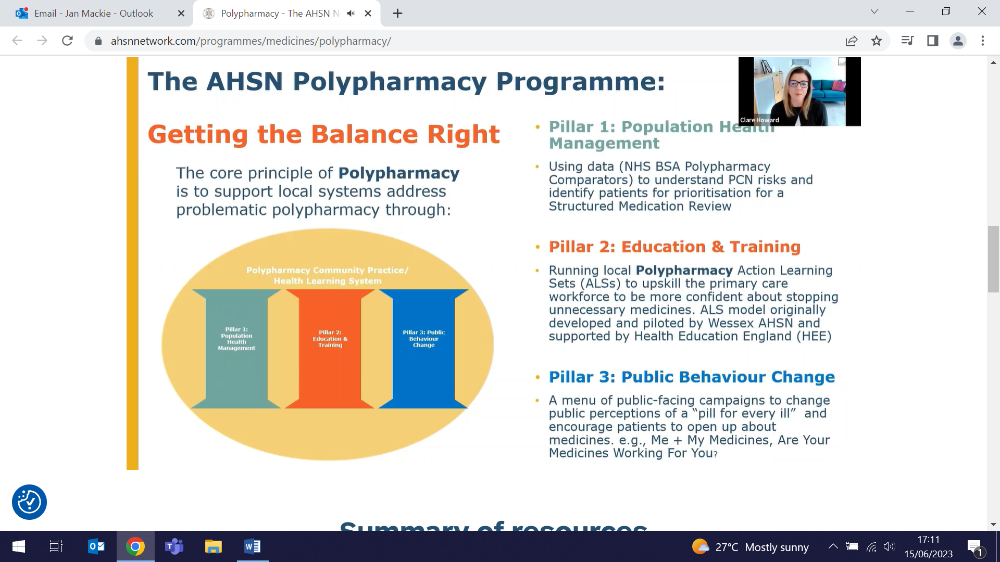 Email - Jan Mackie - Outlook
Polypharmacy - The AHSN N
ahsnnetwork.com/programmes/medicines/polypharmacy/
The AHSN Polypharmacy Programme:
Getting the Balance Right
The core principle of Polypharmacy
is to support local systems address
problematic polypharmacy through:
Polypharmacy Community Practice/
Health Learning System
Pillar 1:
Population
Health
Management
Pillar 2:
Education &
Training
Pillar 3: Public
Behaviour
Change
Clare Howard
• Pillar 1: Population Health
Management
• Using data (NHS BSA Polypharmacy
Comparators) to understand PCN risks and
identify patients for prioritisation for a
Structured Medication Review
• Pillar 2: Education & Training
• Running local Polypharmacy Action Learning
Sets (ALSs) to upskill the primary care
workforce to be more confident about stopping
unnecessary medicines. ALS model originally
developed and piloted by Wessex AHSN and
supported by Health Education England (HEE)
• Pillar 3: Public Behaviour Change
• A menu of public-facing campaigns to change
public perceptions of a “pill for every ill” and
encourage patients to open up about
medicines. e.g., Me + My Medicines, Are Your
Medicines Working For You?
Summary of resources
27°C Mostly sunny
17:11
15/06/2023
1